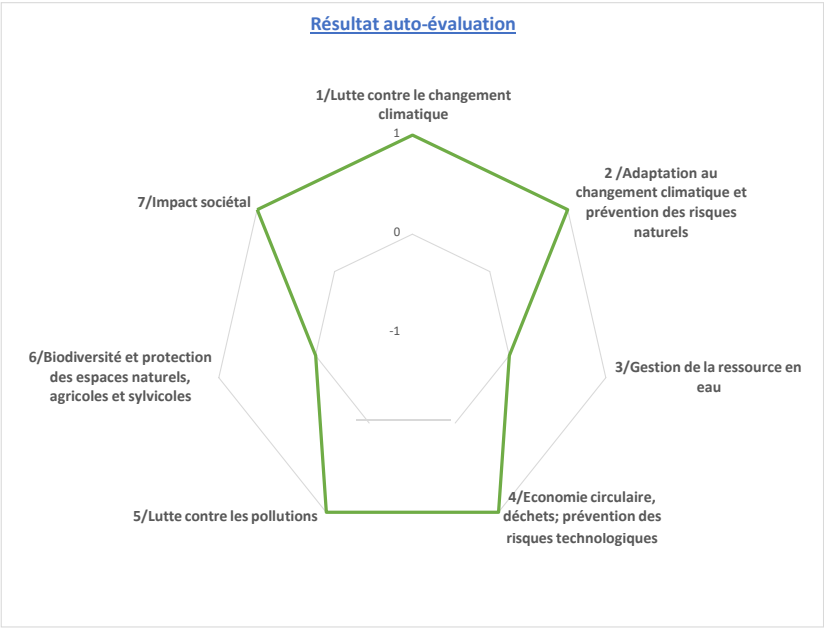 Résultat auto-évaluation
1/Lutte contre le changement
climatique
1
2 /Adaptation au
changement climatique et
prévention des risques
naturels
7/Impact sociétal
0
-1
6/Biodiversité et protection
des espaces naturels,
agricoles et sylvicoles
3/Gestion de la ressource en
eau
5/Lutte contre les pollutions
4/Economie circulaire,
déchets; prévention des
risques technologiques